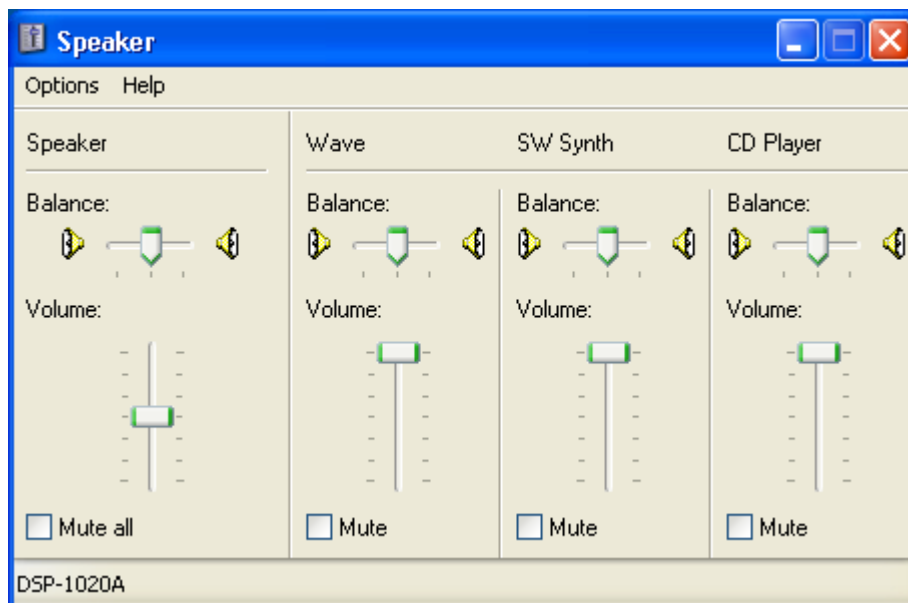 Speaker
Options Help
Speaker Wave SW Synth CD Player
Balance: Balance: Balance: Balance:
Volume: Volume: Volume: Volume:
Mute all Mute Mute Mute
DSP-1020A